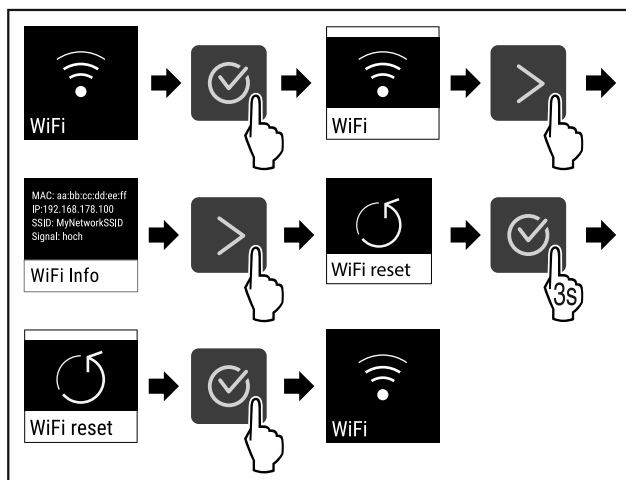 WiFi
WiFi
MAC: aa:bb:cc:dd:ee:ff
IP:192.168.178.100
SSID: MyNetworkSSID
Signal: hoch
WiFi Info
WiFi reset
3s
WiFi reset
WiFi